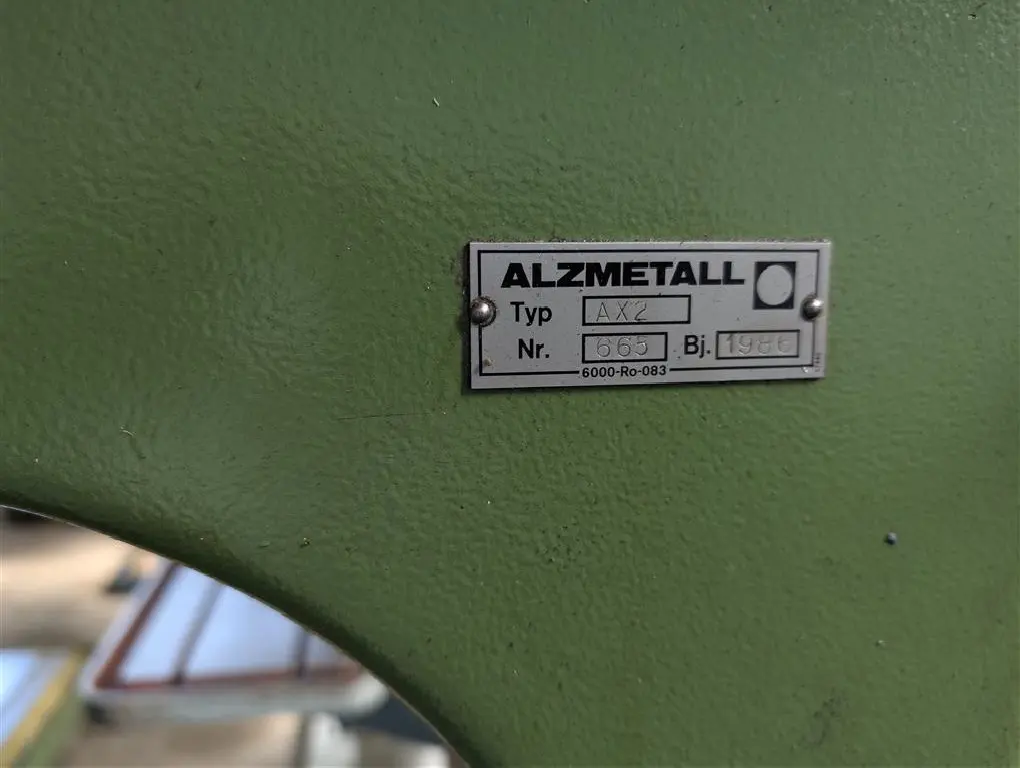 ALZMETALL
Typ AX2
Nr. 665 Bj. 1986
6000-Ro-083